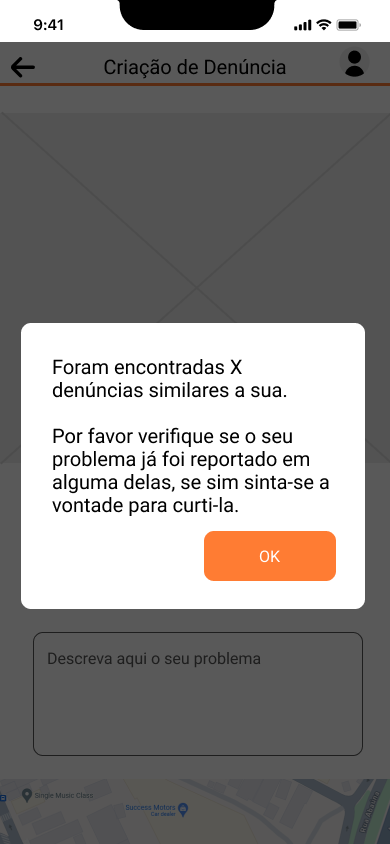 9:41
Criação de Denúncia
Foram encontradas X
denúncias similares a sua.
Por favor verifique se o seu
problema já foi reportado em
alguma delas, se sim sinta-se a
vontade para curti-la.
OK
Descreva aqui o seu problema
Single Music Class
Success Motors
Car dealer